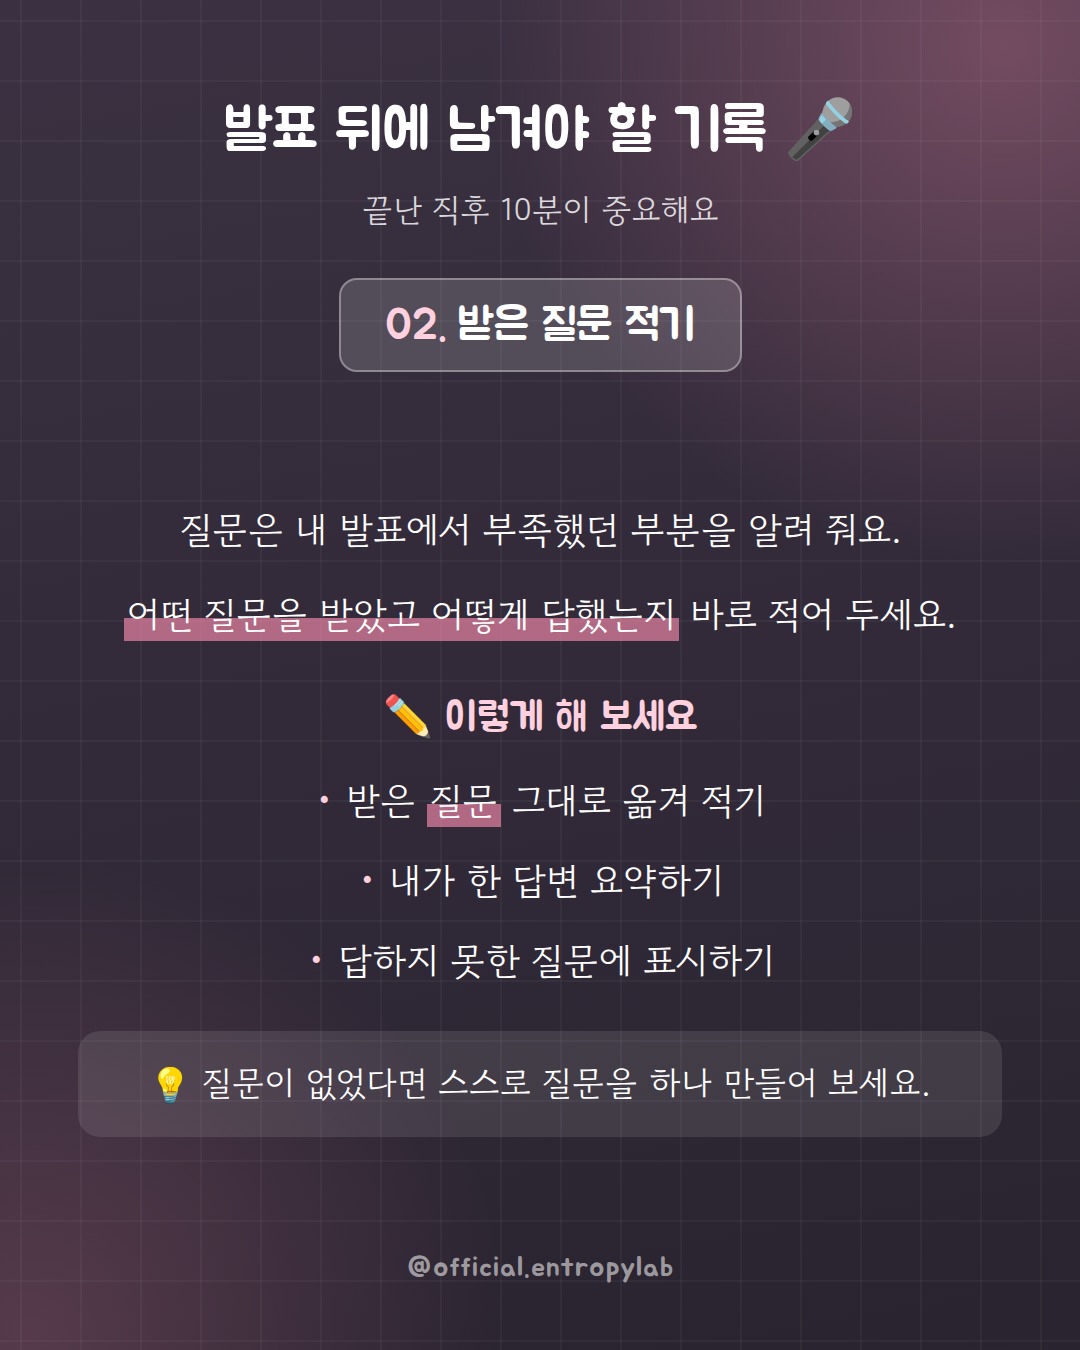 발표 뒤에 남겨야 할 기록 🎤
끝난 직후 10분이 중요해요
02. 받은 질문 적기
질문은 내 발표에서 부족했던 부분을 알려 줘요.
어떤 질문을 받았고 어떻게 답했는지 바로 적어 두세요.
✏️ 이렇게 해 보세요
• 받은 질문 그대로 옮겨 적기
• 내가 한 답변 요약하기
• 답하지 못한 질문에 표시하기
💡 질문이 없었다면 스스로 질문을 하나 만들어 보세요.
@official.entropylab